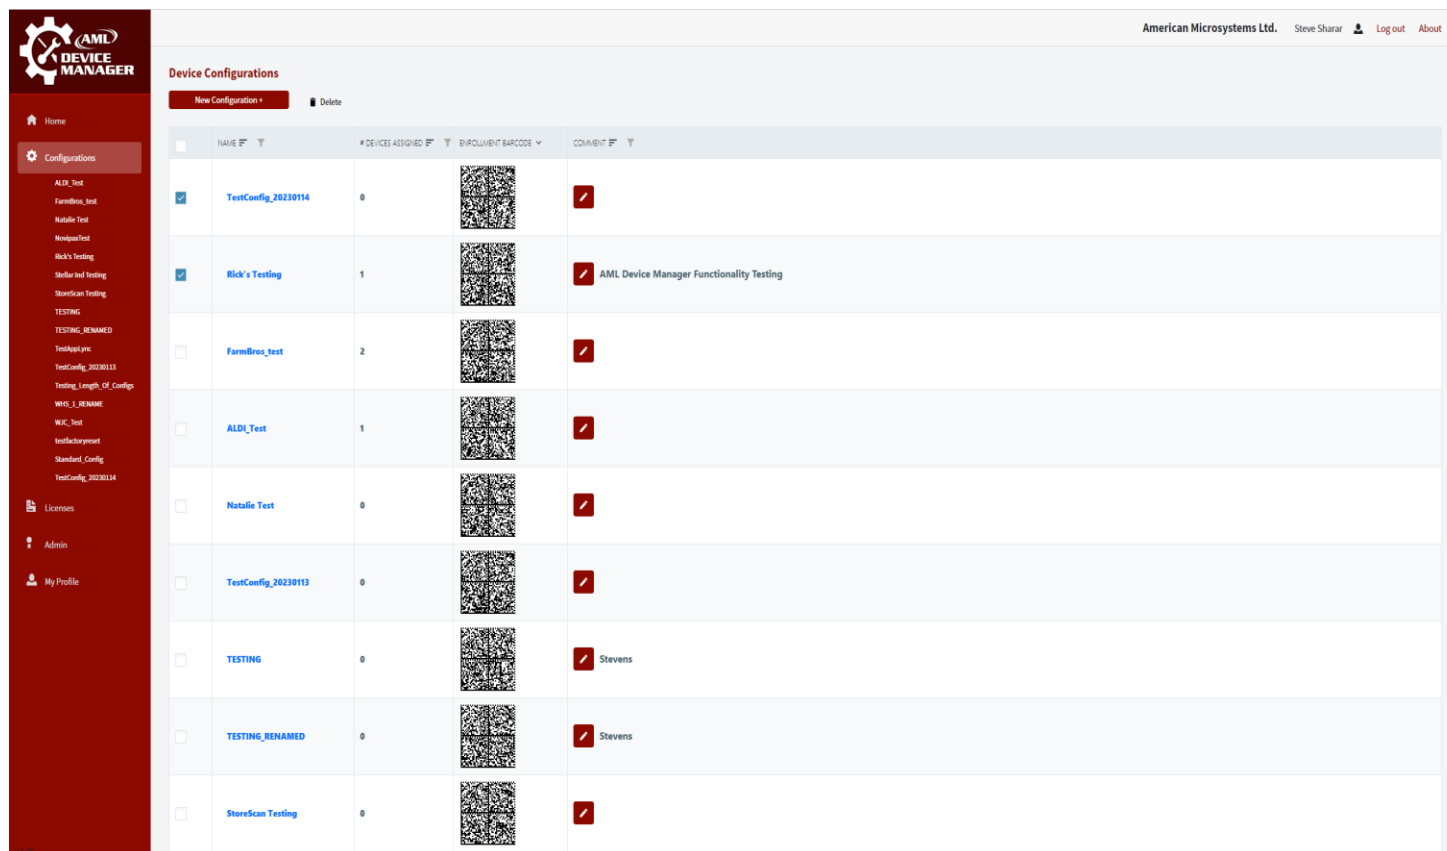 AML
DEVICE
MANAGER
American Microsystems Ltd. Steve Sharar Log out About
Home
Configurations
ALDI_Test
FarmBros_test
Natalie Test
NovipaxTest
Rick's Testing
Stellar Ind Testing
StoreScan Testing
TESTING
TESTING_RENAMED
TestAppLync
TestConfig_20230113
Testing_Length_Of_Configs
WHS_1_RENAME
WJC_Test
testfactoryreset
Standard_Config
TestConfig_20230114
Licenses
Admin
My Profile
Device Configurations
New Configuration + Delete
NAME # DEVICES ASSIGNED ENROLLMENT BARCODE COMMENT
TestConfig_20230114 0
Rick's Testing 1 AML Device Manager Functionality Testing
FarmBros_test 2
ALDI_Test 1
Natalie Test 0
TestConfig_20230113 0
TESTING 0 Stevens
TESTING_RENAMED 0 Stevens
StoreScan Testing 0